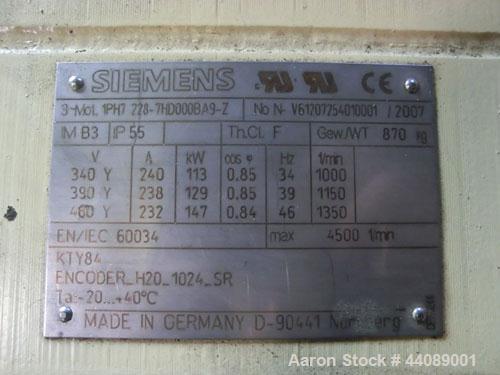 SIEMENS CE
3~Mot. 1PH7 228-7HD000BA9-Z No N- V61207254010001 / 2007
IM B3 IP 55 Th.Cl. F Gew./WT 870 kg
V A kW cos φ Hz 1/min
340 Y 240 113 0,85 34 1000
390 Y 238 129 0,85 39 1150
460 Y 232 147 0,84 46 1350
EN/IEC 60034 max 4500 1/min
KTY84
ENCODER_H20_1024_SR
Ta:-20...+40°C
MADE IN GERMANY D-90441 Nürnberg
Aaron Stock # 44089001